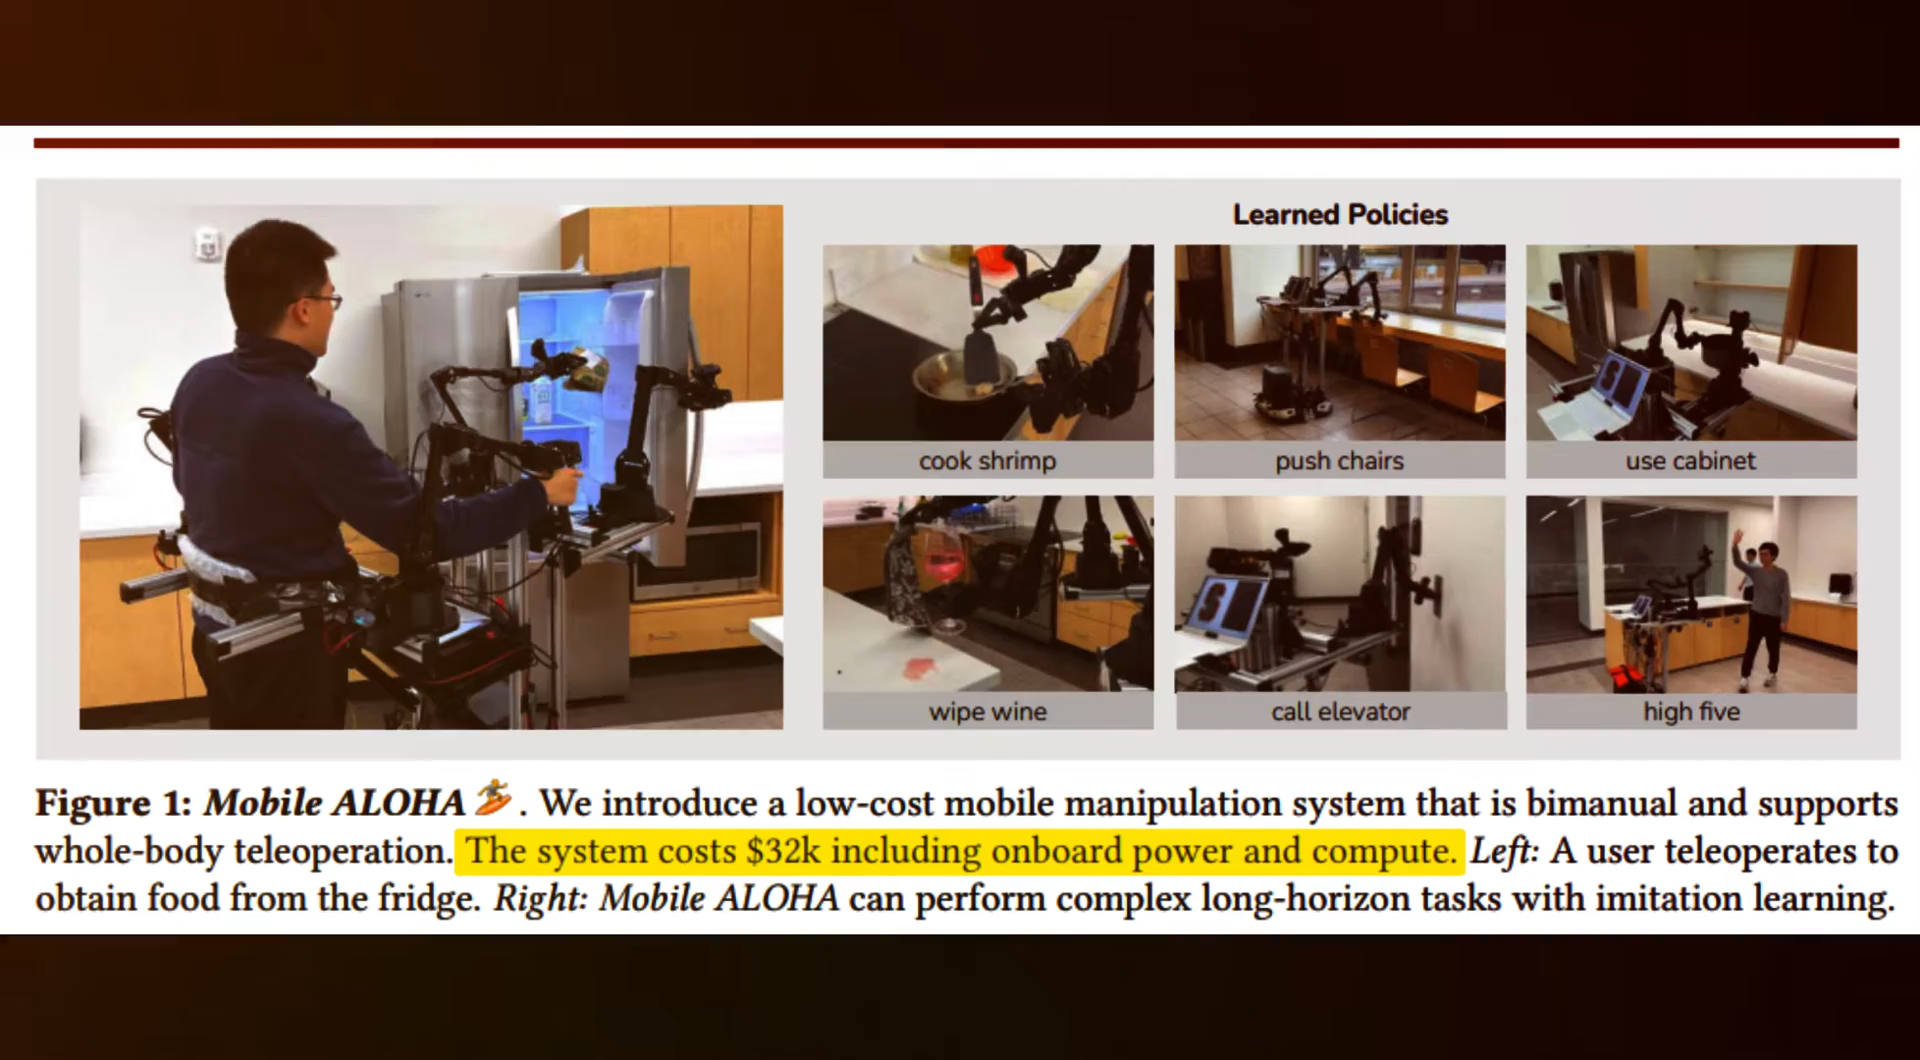 Learned Policies
cook shrimp
push chairs
use cabinet
wipe wine
call elevator
high five
Figure 1: Mobile ALOHA 🏄. We introduce a low-cost mobile manipulation system that is bimanual and supports
whole-body teleoperation. The system costs $32k including onboard power and compute. Left: A user teleoperates to
obtain food from the fridge. Right: Mobile ALOHA can perform complex long-horizon tasks with imitation learning.